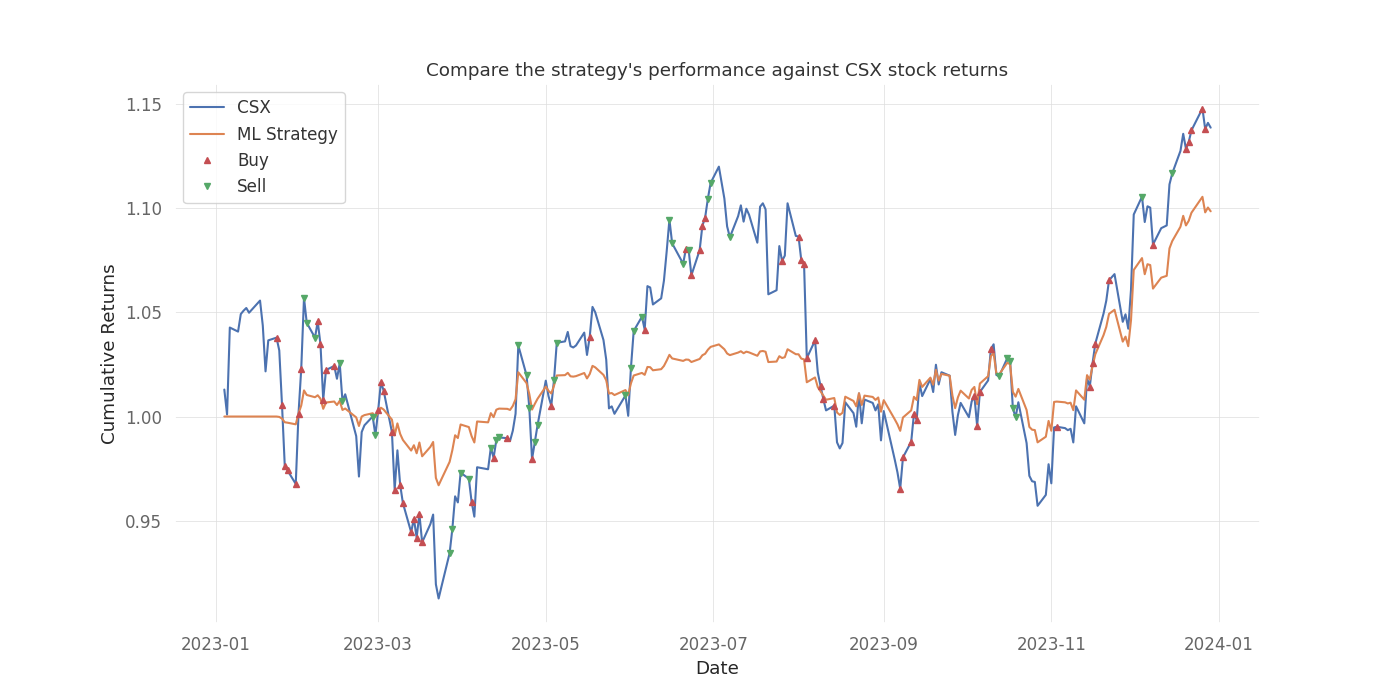 Compare the strategy's performance against CSX stock returns
CSX
ML Strategy
Buy
Sell
Cumulative Returns
1.15
1.10
1.05
1.00
0.95
2023-01 2023-03 2023-05 2023-07 2023-09 2023-11 2024-01
Date